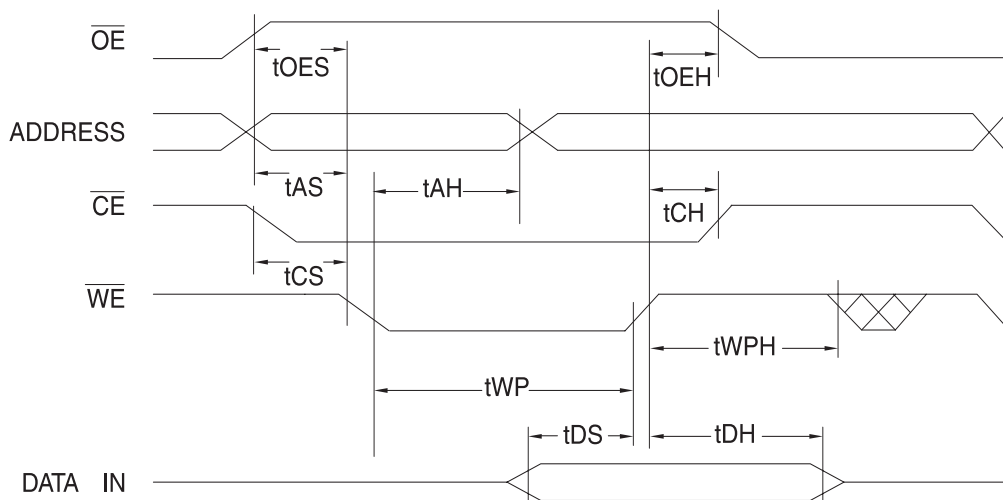 OE
tOES
tOEH
ADDRESS
tAS
tAH
CE
tCH
tCS
WE
tWPH
tWP
tDS
tDH
DATA IN